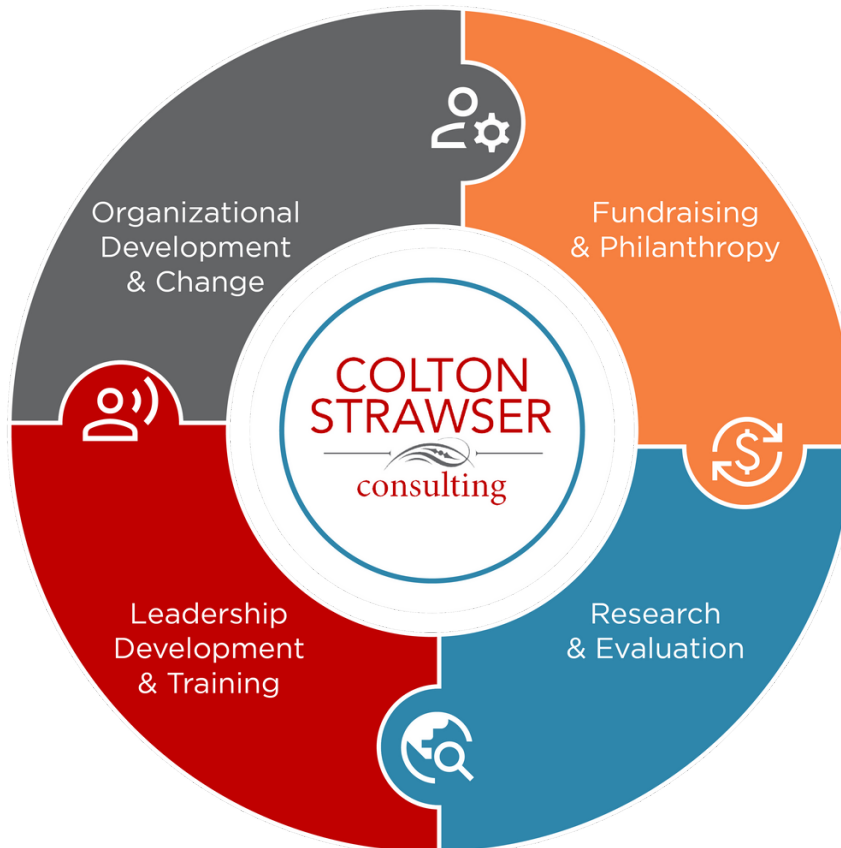 Organizational
Development
& Change
Fundraising
& Philanthropy
COLTON
STRAWSER
consulting
$
Leadership
Development
& Training
Research
& Evaluation